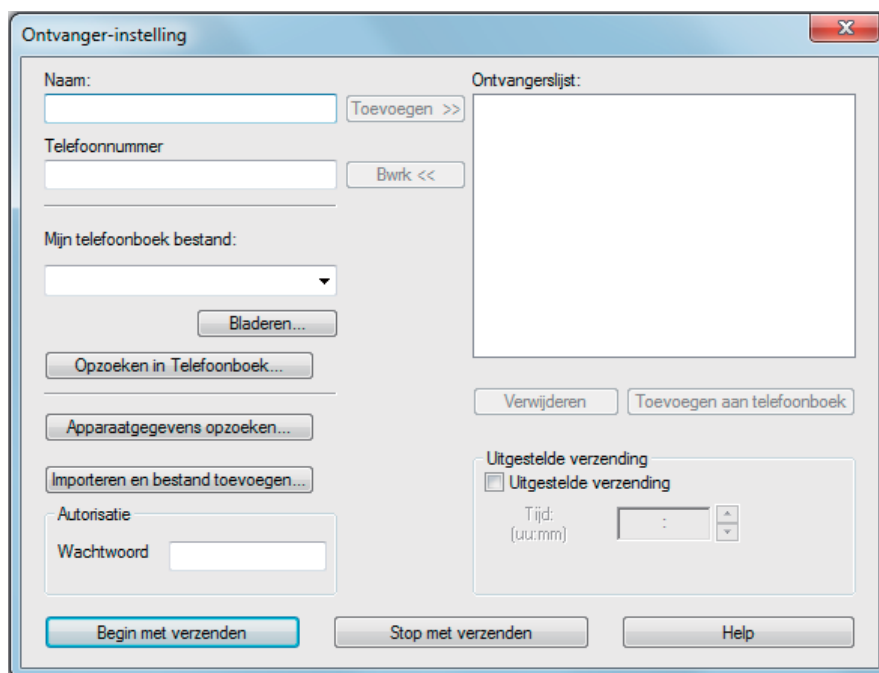 Ontvanger-instelling
Naam:
Toevoegen >>
Telefoonnummer
Bwrk <<
Mijn telefoonboek bestand:
Bladeren...
Opzoeken in Telefoonboek...
Apparaatgegevens opzoeken...
Importeren en bestand toevoegen...
Autorisatie
Wachtwoord
Ontvangerslijst:
Verwijderen
Toevoegen aan telefoonboek
Uitgestelde verzending
Uitgestelde verzending
Tijd:
(uu:mm)
:
Begin met verzenden
Stop met verzenden
Help